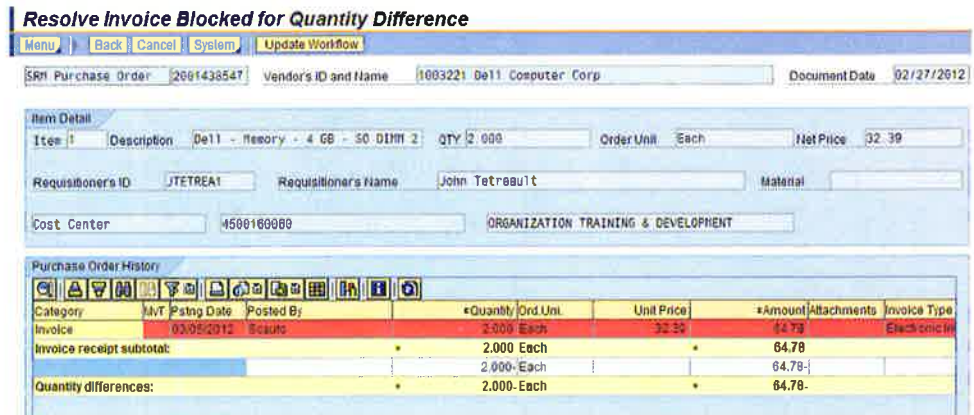 Resolve Invoice Blocked for Quantity Difference
Menu Back Cancel System Update Workflow
SRM Purchase Order 2001438547 Vendor's ID and Name 1003221 Dell Computer Corp Document Date 02/27/2012
Item Detail
Item 1 Description Dell - Memory - 4 GB - SO DIMM 2 QTY 2.000 Order Unit Each Net Price 32.39
Requisitioner's ID JTETREA1 Requisitioner's Name John Tetreault Material
Cost Center 4500160080 ORGANIZATION TRAINING & DEVELOPMENT
Purchase Order History
Category MvT Pstng Date Posted By Quantity Ord.Uni. Unit Price Amount Attachments Invoice Type
Invoice 03/05/2012 2.000 Each 32.39 64.78 Electronic In
Invoice receipt subtotal: 2.000 Each 64.78
2.000- Each 64.78-
Quantity differences: 2.000- Each 64.78-